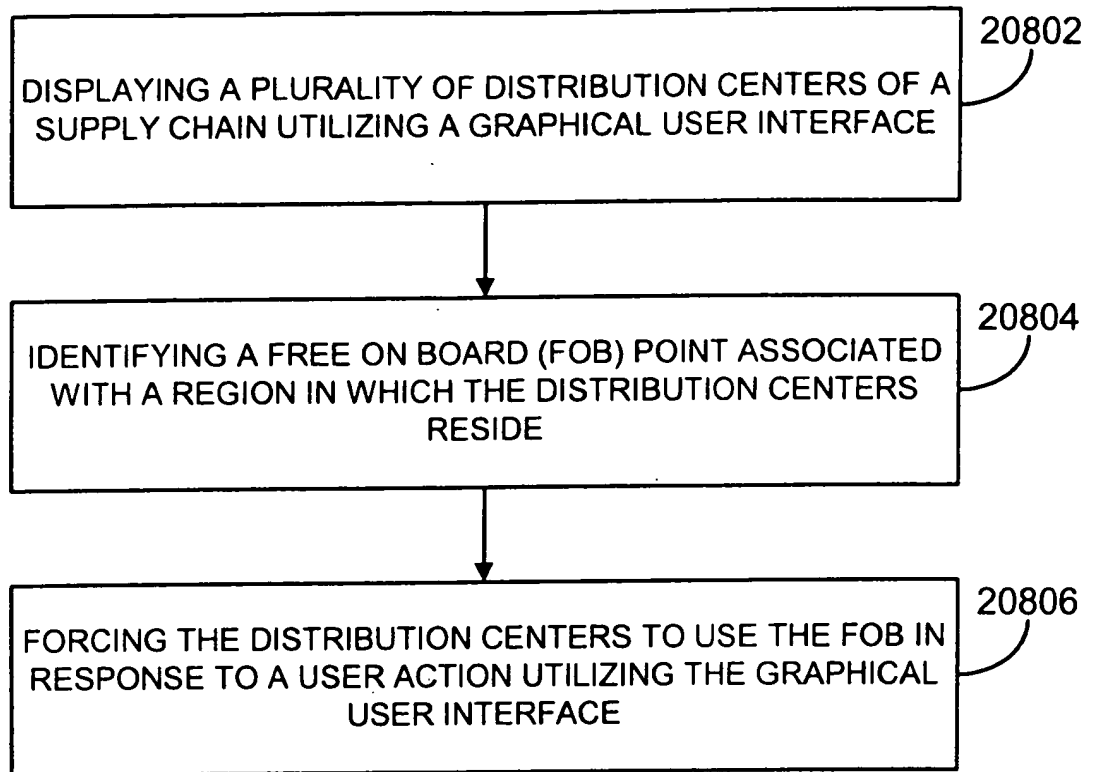 20802
DISPLAYING A PLURALITY OF DISTRIBUTION CENTERS OF A
SUPPLY CHAIN UTILIZING A GRAPHICAL USER INTERFACE
20804
IDENTIFYING A FREE ON BOARD (FOB) POINT ASSOCIATED
WITH A REGION IN WHICH THE DISTRIBUTION CENTERS
RESIDE
20806
FORCING THE DISTRIBUTION CENTERS TO USE THE FOB IN
RESPONSE TO A USER ACTION UTILIZING THE GRAPHICAL
USER INTERFACE